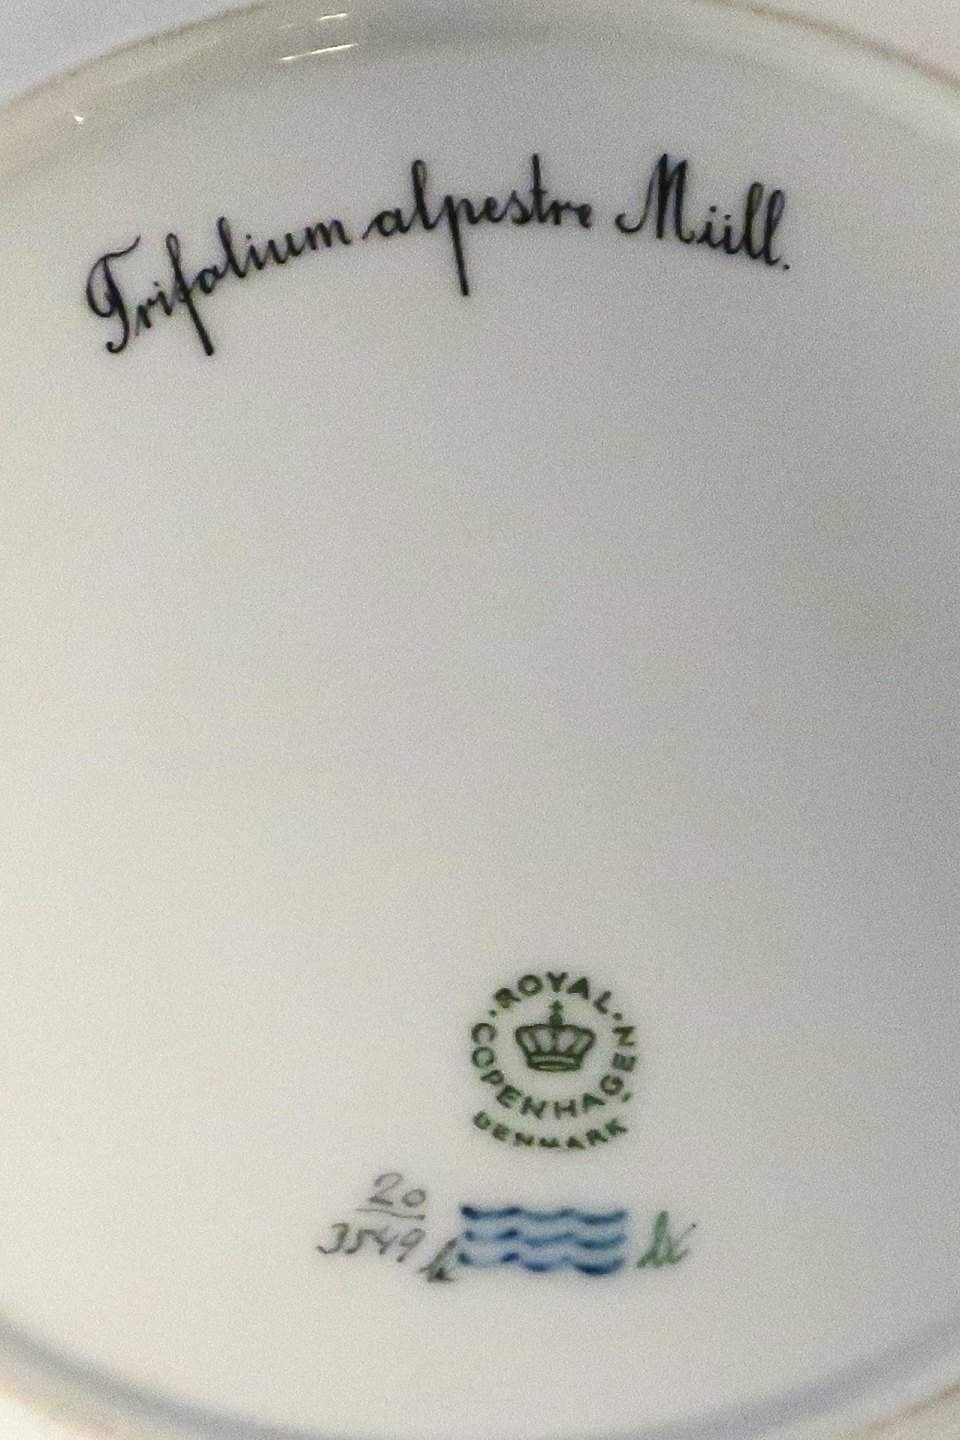 Trifolium alpestre Müll.
ROYAL
COPENHAGEN
DENMARK
20
3549